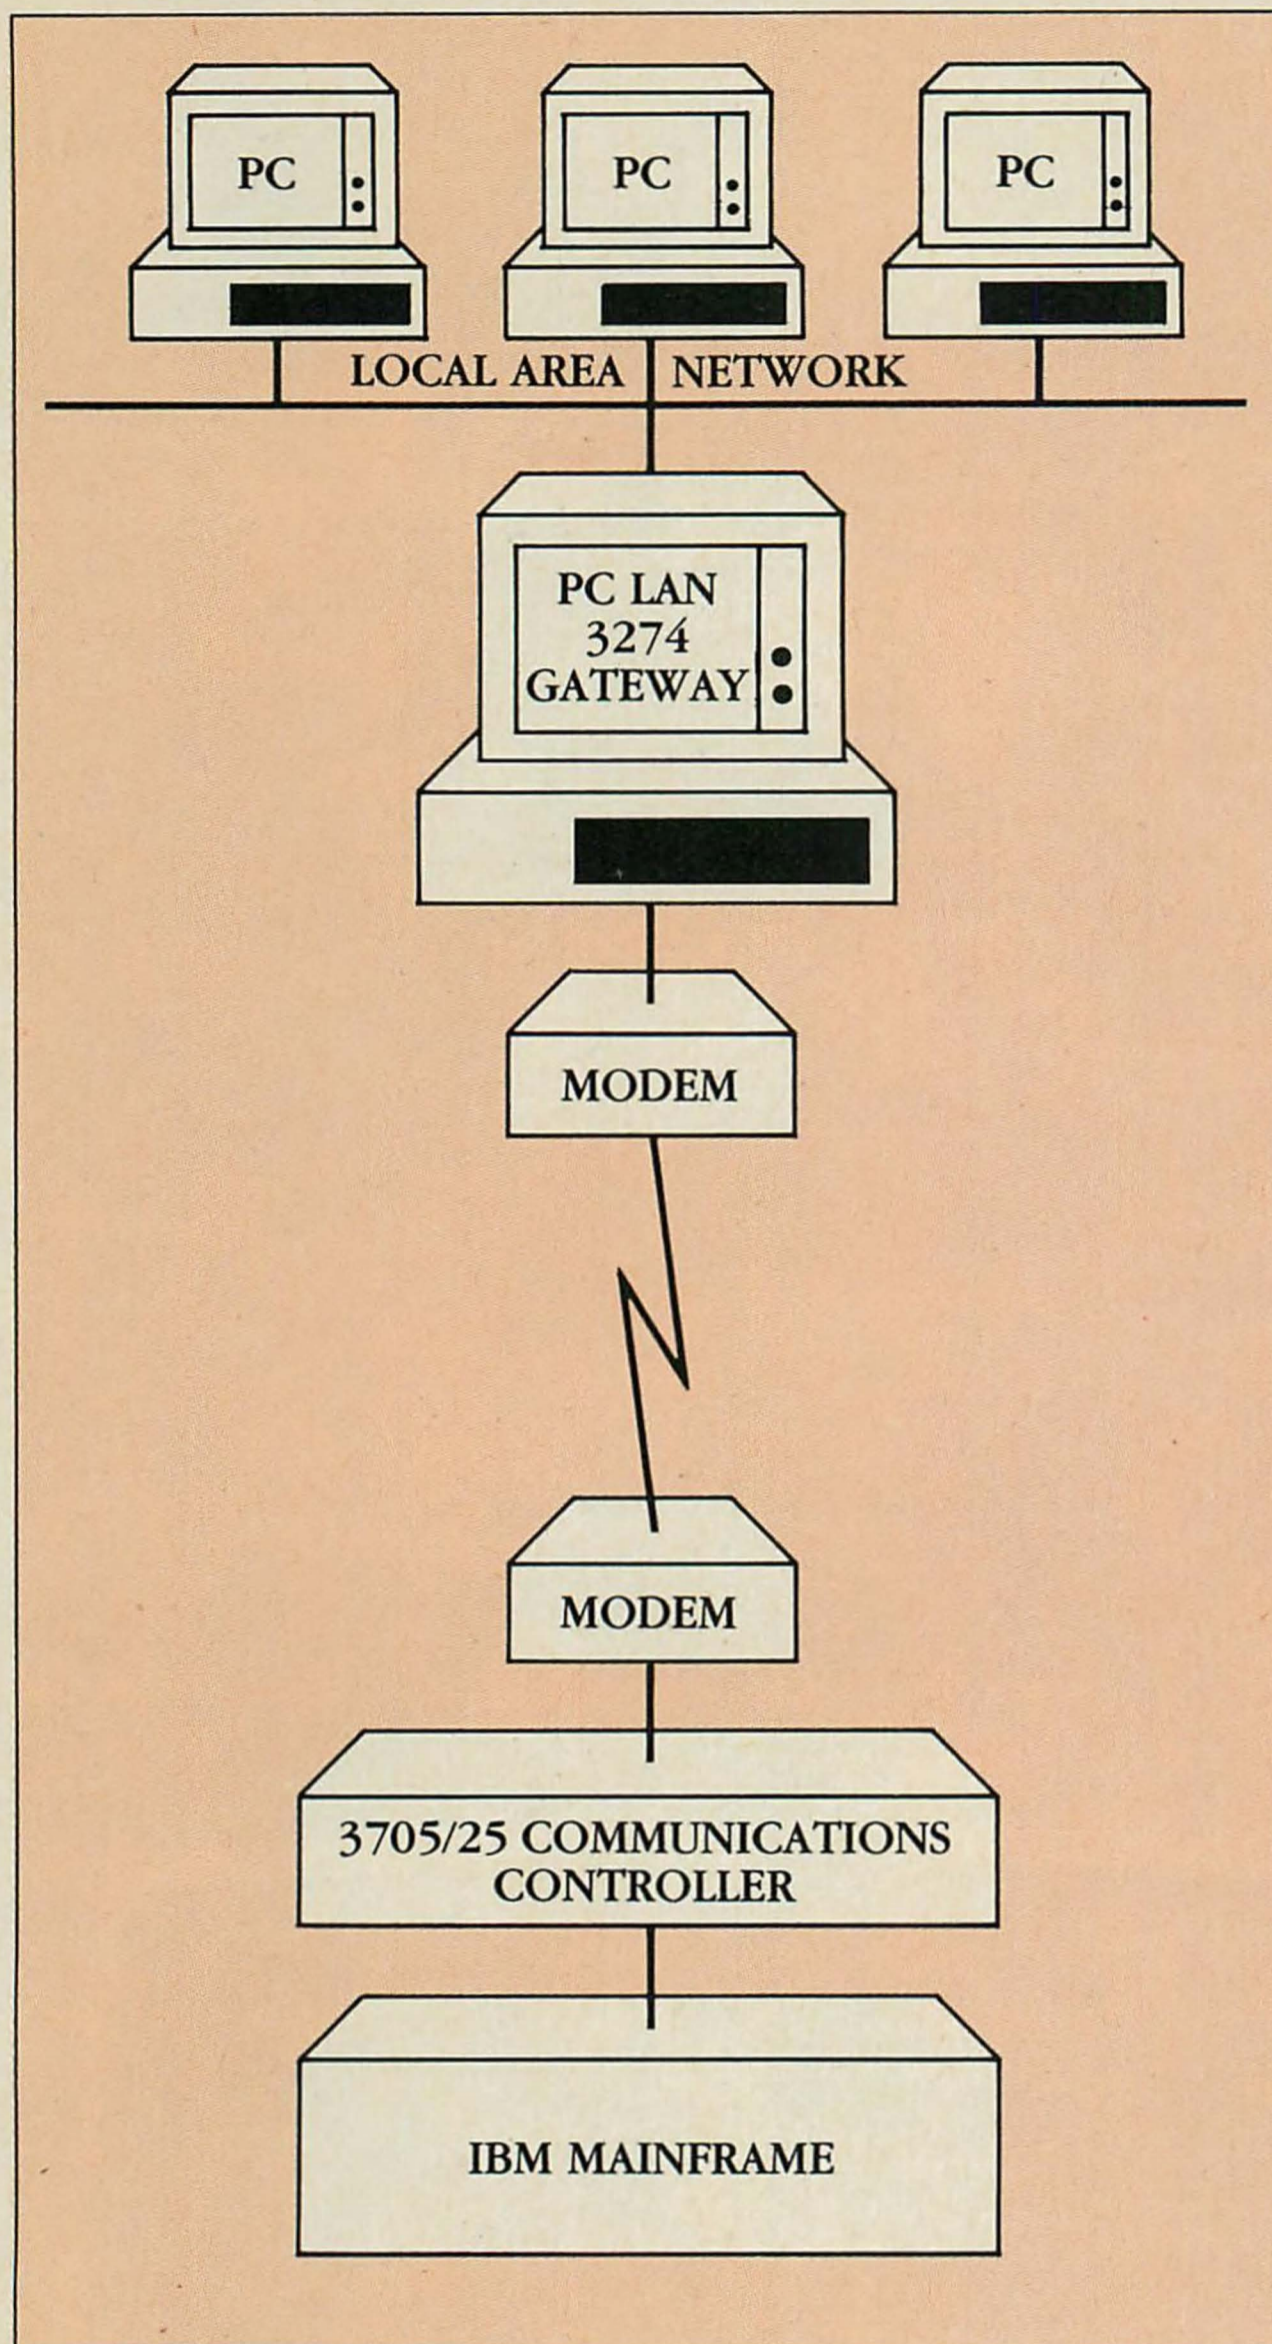 PC
PC
PC
LOCAL AREA NETWORK
PC LAN
3274
GATEWAY
MODEM
MODEM
3705/25 COMMUNICATIONS
CONTROLLER
IBM MAINFRAME